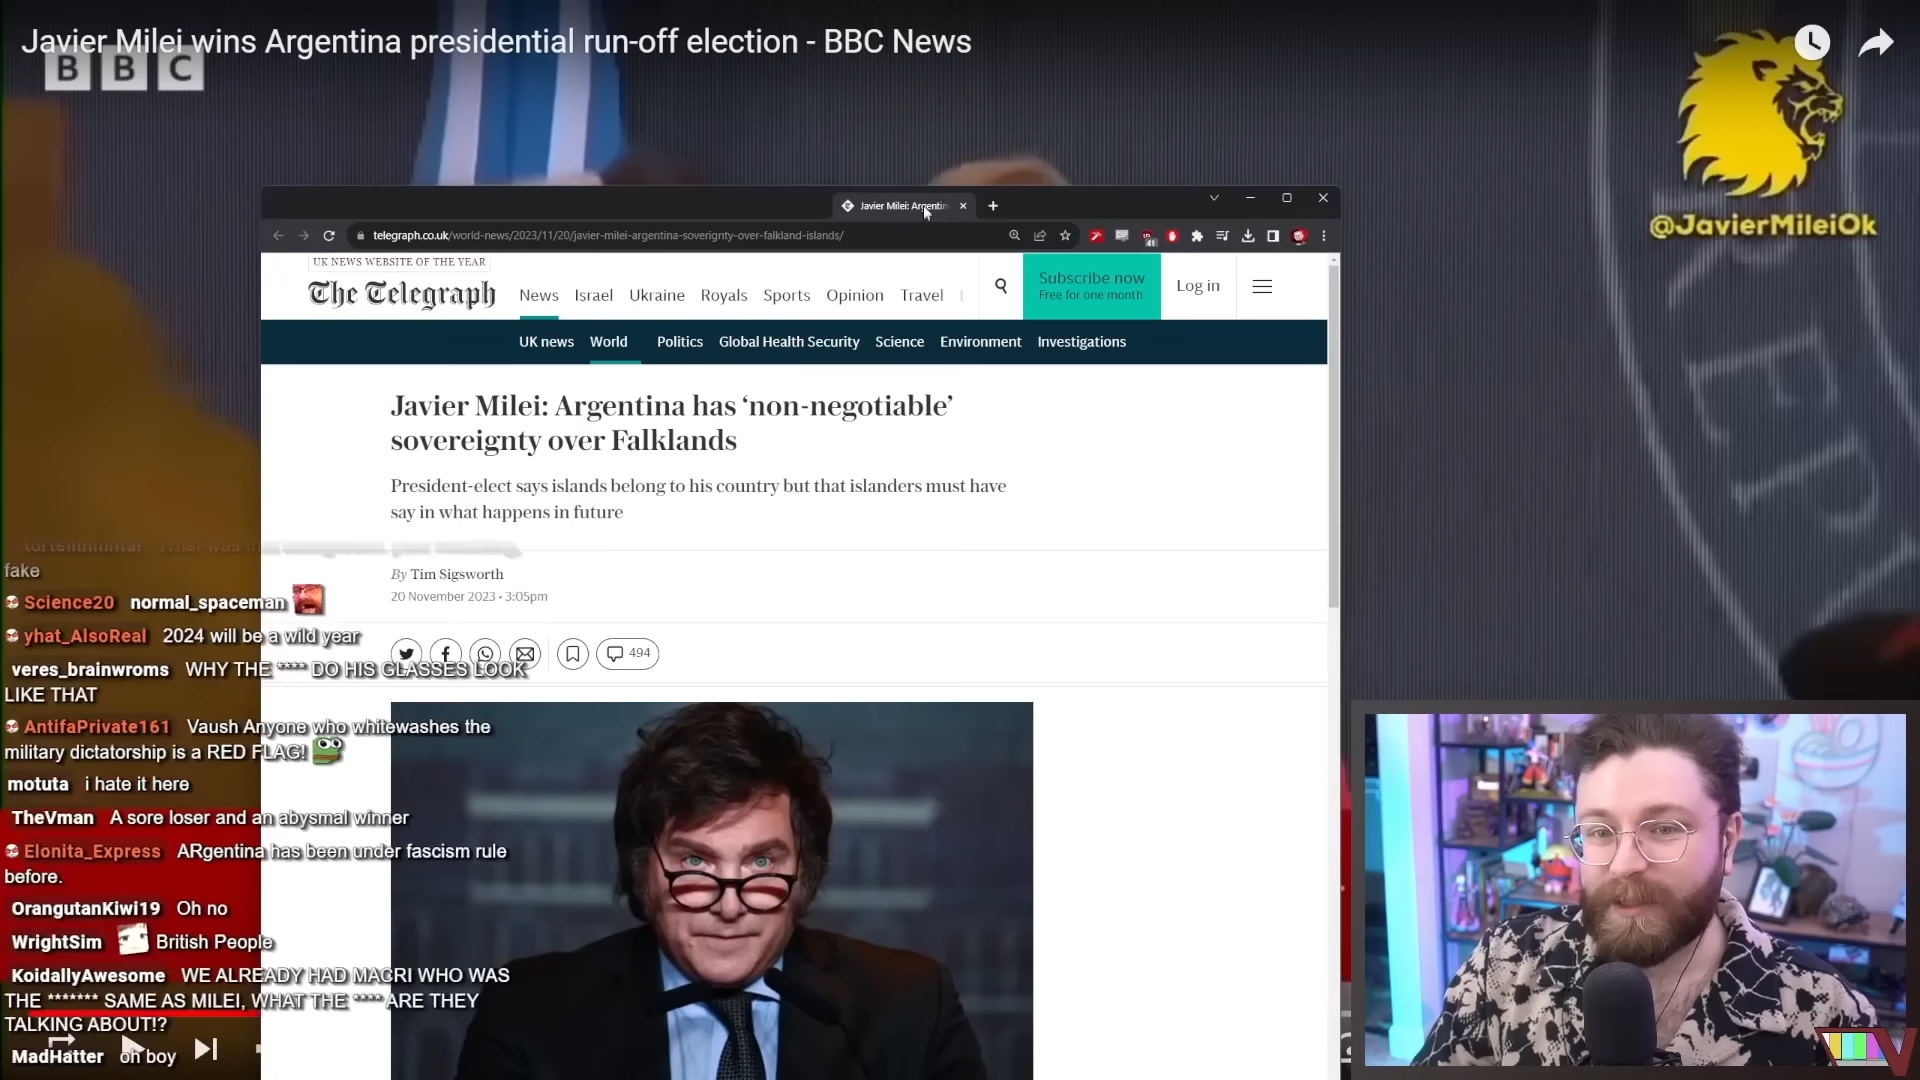 Javier Milei wins Argentina presidential run-off election - BBC News
BBC
@JavierMileiOk
Javier Milei: Argentin
telegraph.co.uk/world-news/2023/11/20/javier-milei-argentina-soverignty-over-falkland-islands/
41
UK NEWS WEBSITE OF THE YEAR
The Telegraph
News Israel Ukraine Royals Sports Opinion Travel
Subscribe now
Free for one month
Log in
UK news World Politics Global Health Security Science Environment Investigations
Javier Milei: Argentina has ‘non-negotiable’
sovereignty over Falklands
President-elect says islands belong to his country but that islanders must have
say in what happens in future
By Tim Sigsworth
20 November 2023 • 3:05pm
494
fake
Science20 normal_spaceman
yhat_AlsoReal 2024 will be a wild year
veres_brainwroms WHY THE **** DO HIS GLASSES LOOK
LIKE THAT
AntifaPrivate161 Vaush Anyone who whitewashes the
military dictatorship is a RED FLAG!
motuta i hate it here
TheVman A sore loser and an abysmal winner
Elonita_Express ARgentina has been under fascism rule
before.
OrangutanKiwi19 Oh no
WrightSim British People
KoidallyAwesome WE ALREADY HAD MACRI WHO WAS
THE ******* SAME AS MILEI, WHAT THE **** ARE THEY
TALKING ABOUT!?
MadHatter oh boy